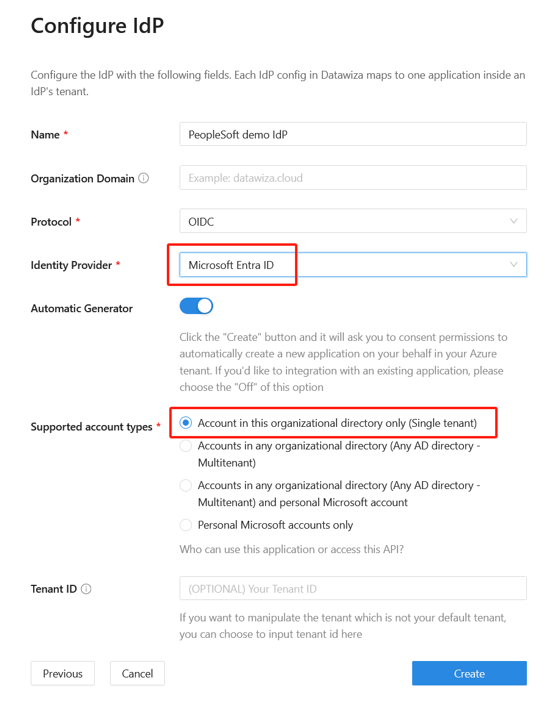 Configure IdP
Configure the IdP with the following fields. Each IdP config in Datawiza maps to one application inside an
IdP's tenant.
Name *
PeopleSoft demo IdP
Organization Domain
Example: datawiza.cloud
Protocol *
OIDC
Identity Provider *
Microsoft Entra ID
Automatic Generator
Click the "Create" button and it will ask you to consent permissions to
automatically create a new application on your behalf in your Azure
tenant. If you'd like to integration with an existing application, please
choose the "Off" of this option
Supported account types *
Account in this organizational directory only (Single tenant)
Accounts in any organizational directory (Any AD directory -
Multitenant)
Accounts in any organizational directory (Any AD directory -
Multitenant) and personal Microsoft account
Personal Microsoft accounts only
Who can use this application or access this API?
Tenant ID
(OPTIONAL) Your Tenant ID
If you want to manipulate the tenant which is not your default tenant,
you can choose to input tenant id here
Previous
Cancel
Create